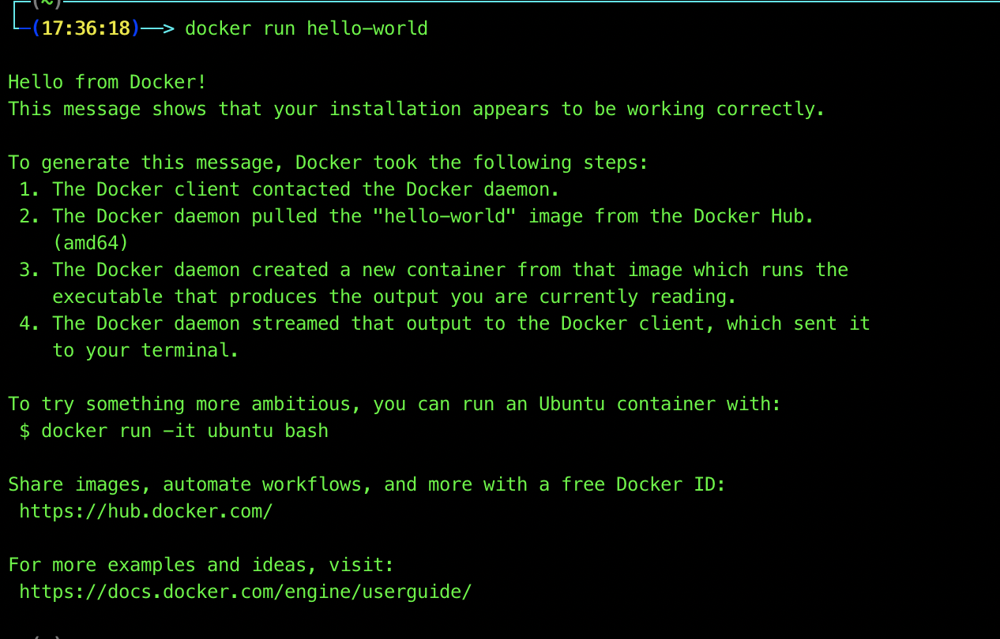 (~)
(17:36:18)——> docker run hello-world
Hello from Docker!
This message shows that your installation appears to be working correctly.
To generate this message, Docker took the following steps:
1. The Docker client contacted the Docker daemon.
2. The Docker daemon pulled the "hello-world" image from the Docker Hub.
(amd64)
3. The Docker daemon created a new container from that image which runs the
executable that produces the output you are currently reading.
4. The Docker daemon streamed that output to the Docker client, which sent it
to your terminal.
To try something more ambitious, you can run an Ubuntu container with:
$ docker run -it ubuntu bash
Share images, automate workflows, and more with a free Docker ID:
https://hub.docker.com/
For more examples and ideas, visit:
https://docs.docker.com/engine/userguide/